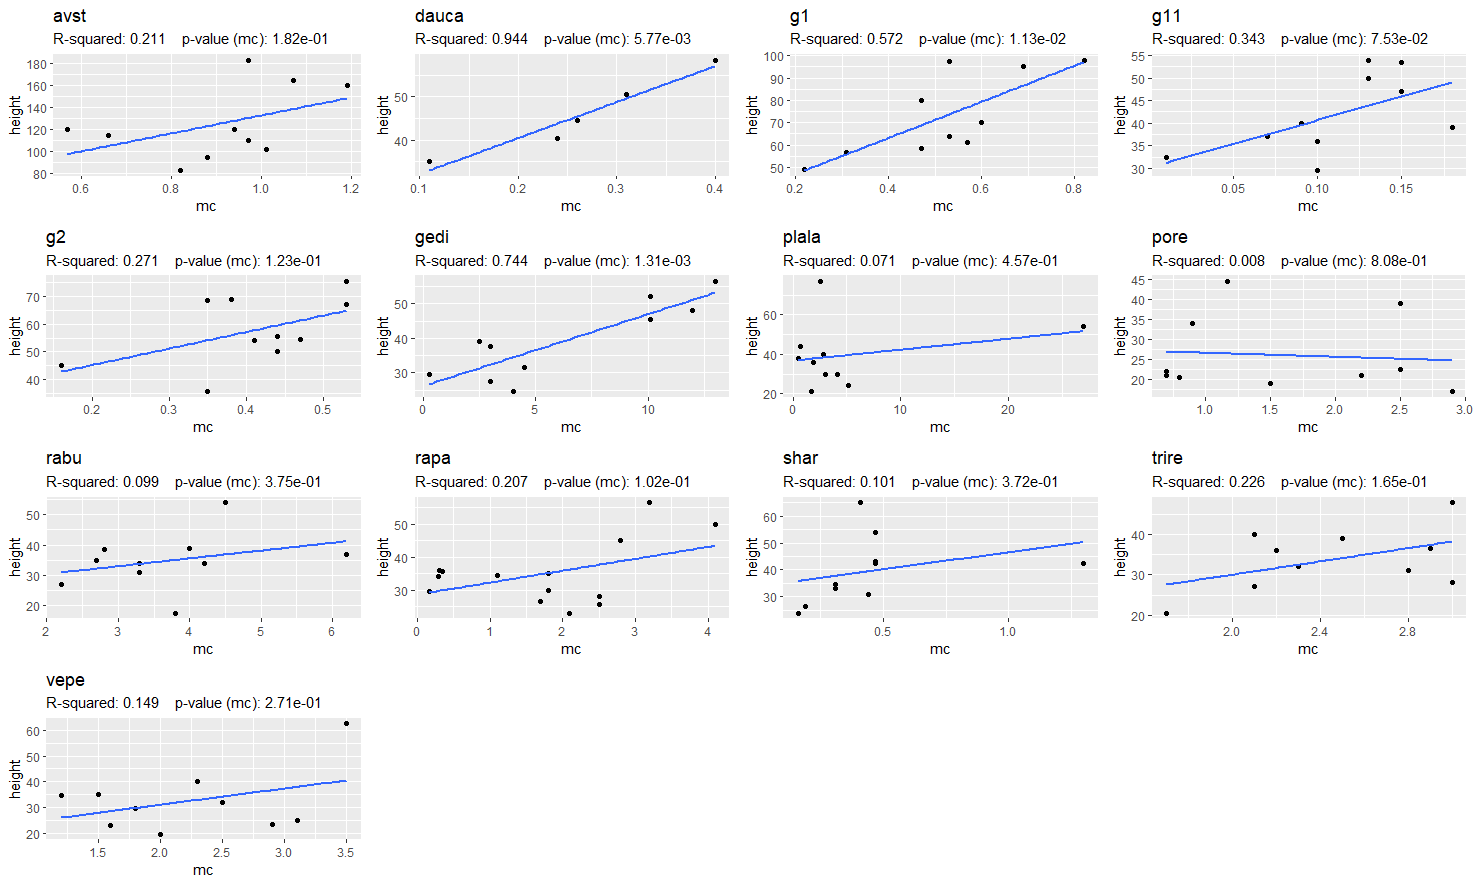 avst
R-squared: 0.211 p-value (mc): 1.82e-01
height
180
160
140
120
100
80
0.6 0.8 1.0 1.2
mc
dauca
R-squared: 0.944 p-value (mc): 5.77e-03
height
50
40
0.1 0.2 0.3 0.4
mc
g1
R-squared: 0.572 p-value (mc): 1.13e-02
height
100
90
80
70
60
50
0.2 0.4 0.6 0.8
mc
g11
R-squared: 0.343 p-value (mc): 7.53e-02
height
55
50
45
40
35
30
0.05 0.10 0.15
mc
g2
R-squared: 0.271 p-value (mc): 1.23e-01
height
70
60
50
40
0.2 0.3 0.4 0.5
mc
gedi
R-squared: 0.744 p-value (mc): 1.31e-03
height
50
40
30
0 5 10
mc
plala
R-squared: 0.071 p-value (mc): 4.57e-01
height
60
40
20
0 10 20
mc
pore
R-squared: 0.008 p-value (mc): 8.08e-01
height
45
40
35
30
25
20
1.0 1.5 2.0 2.5 3.0
mc
rabu
R-squared: 0.099 p-value (mc): 3.75e-01
height
50
40
30
20
2 3 4 5 6
mc
rapa
R-squared: 0.207 p-value (mc): 1.02e-01
height
50
40
30
0 1 2 3 4
mc
shar
R-squared: 0.101 p-value (mc): 3.72e-01
height
60
50
40
30
0.5 1.0
mc
trire
R-squared: 0.226 p-value (mc): 1.65e-01
height
40
30
20
2.0 2.4 2.8
mc
vepe
R-squared: 0.149 p-value (mc): 2.71e-01
height
60
50
40
30
20
1.5 2.0 2.5 3.0 3.5
mc